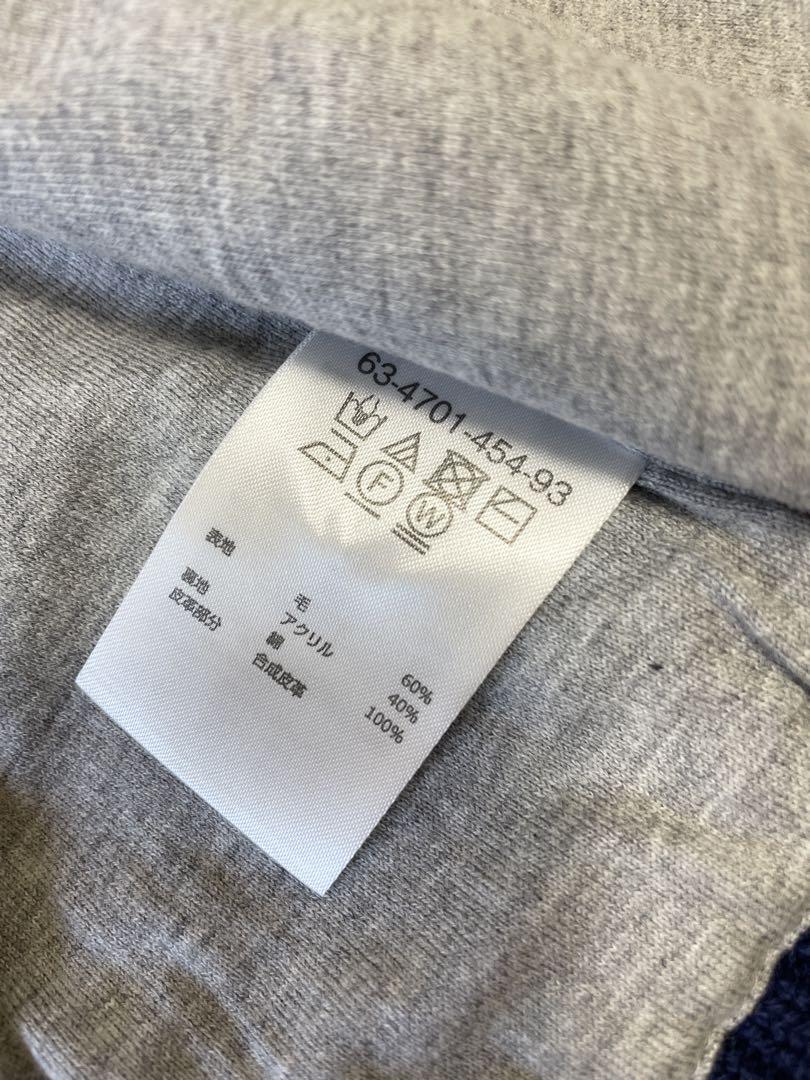 63-4701-454-93
F W
表地 毛 60%
アクリル 40%
裏地 綿 100%
皮革部分 合成皮革